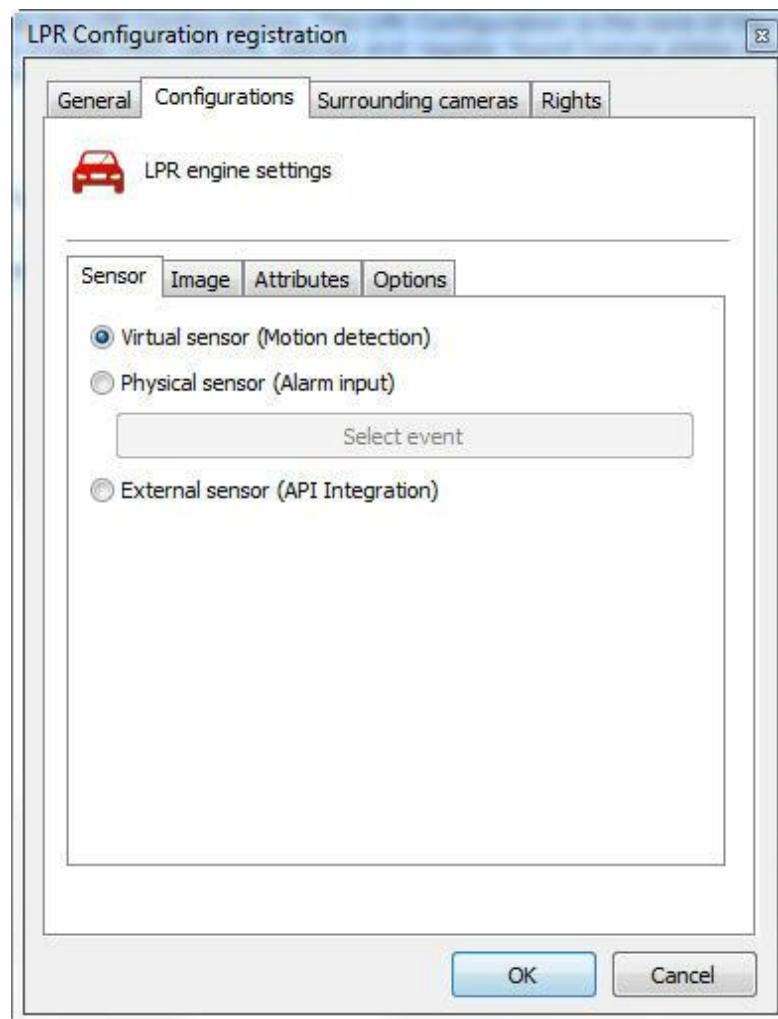 LPR Configuration registration
General Configurations Surrounding cameras Rights
LPR engine settings
Sensor Image Attributes Options
Virtual sensor (Motion detection)
Physical sensor (Alarm input)
Select event
External sensor (API Integration)
OK Cancel